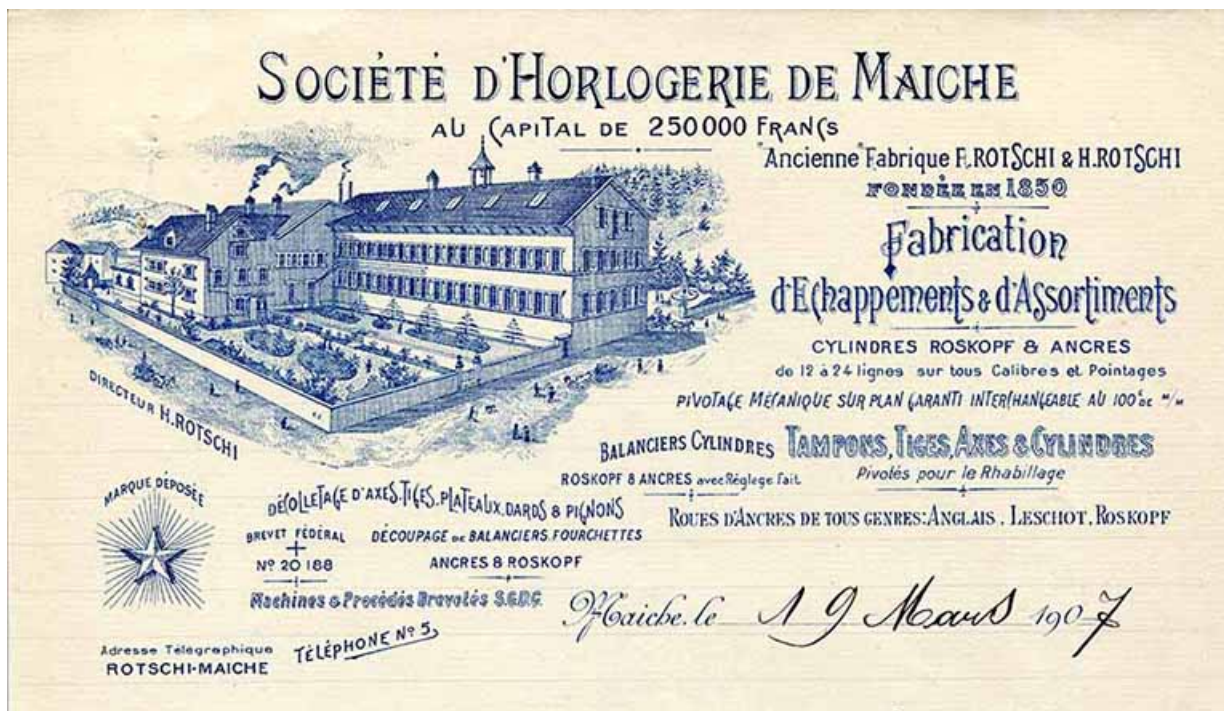 SOCIÉTÉ D'HORLOGERIE DE MAICHE
AU CAPITAL DE 250000 FRANCS
"Ancienne" Fabrique F. ROTSCHI & H. ROTSCHI
FONDÉE EN 1850
Fabrication
d'Echappements & d'Assortiments
CYLINDRES ROSKOPF & ANCRES
de 12 à 24 lignes sur tous Calibres et Pointages
PIVOTAGE MÉCANIQUE SUR PLAN GARANTI INTERCHANGEABLE AU 100e DE M/M
BALANCIERS CYLINDRES TAMPONS, TIGES, AXES & CYLINDRES
ROSKOPF & ANCRES avec Réglage fait
Pivotés pour le Rhabillage
ROUES D'ANCRES DE TOUS GENRES: ANGLAIS, LESCHOT, ROSKOPF
DIRECTEUR H. ROTSCHI
MARQUE DÉPOSÉE
DÉCOLLETAGE D'AXES, TIGES, PLATEAUX, DARDS & PIGNONS
BREVET FÉDÉRAL
Nº 20188
DÉCOUPAGE DE BALANCIERS, FOURCHETTES
ANCRES & ROSKOPF
Machines & Procédés Brevetés S.G.D.G.
Adresse Télégraphique
ROTSCHI-MAICHE
TÉLÉPHONE Nº 5
Maiche, le 19 Mars 1907